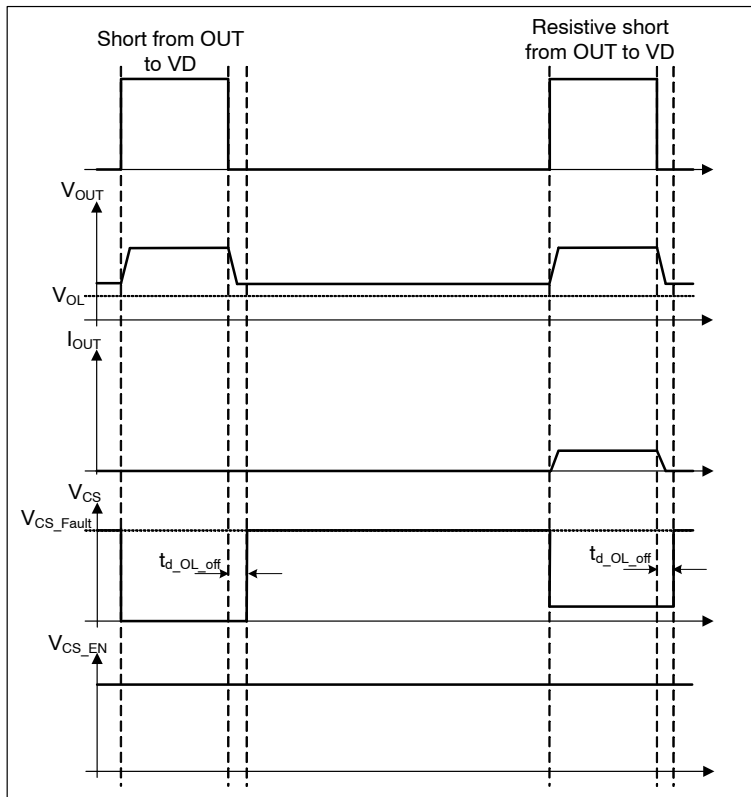 Short from OUT
to VD
Resistive short
from OUT to VD
VOUT
VOL
IOUT
VCS
VCS_Fault
td_OL_off
td_OL_off
VCS_EN